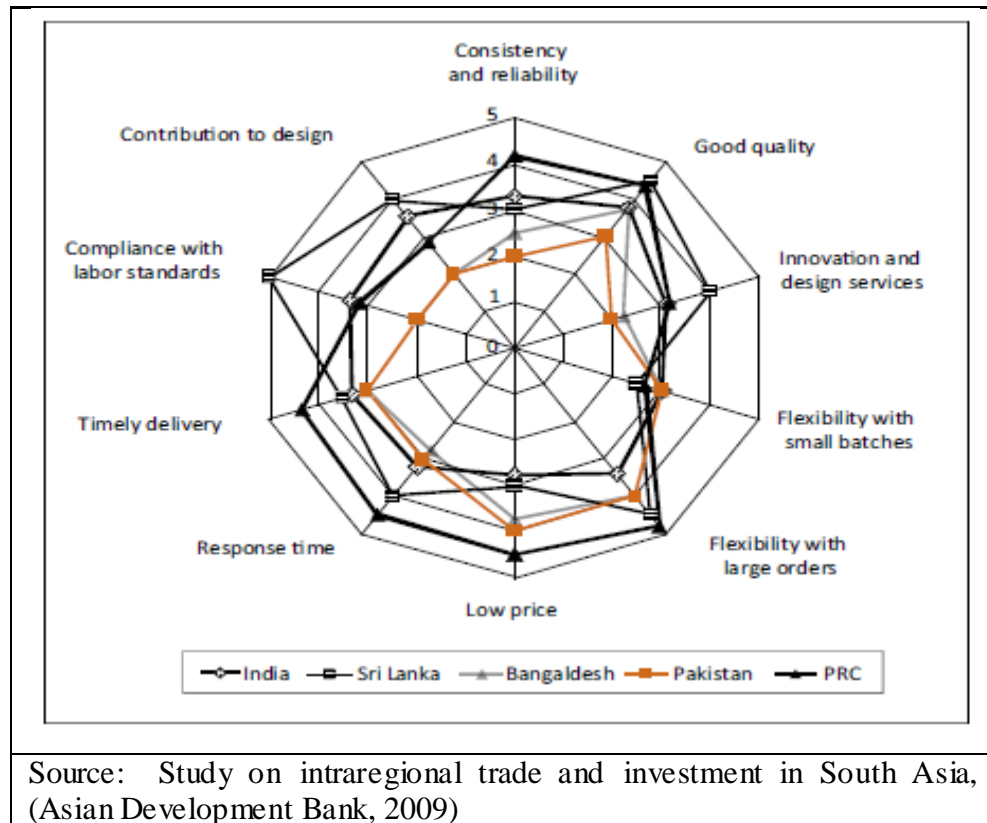 Consistency
and reliability
Good quality
Innovation and
design services
Flexibility with
small batches
Flexibility with
large orders
Low price
Response time
Timely delivery
Compliance with
labor standards
Contribution to design
5
4
3
2
1
0
India Sri Lanka Bangaldesh Pakistan PRC
Source: Study on intraregional trade and investment in South Asia,
(Asian Development Bank, 2009)